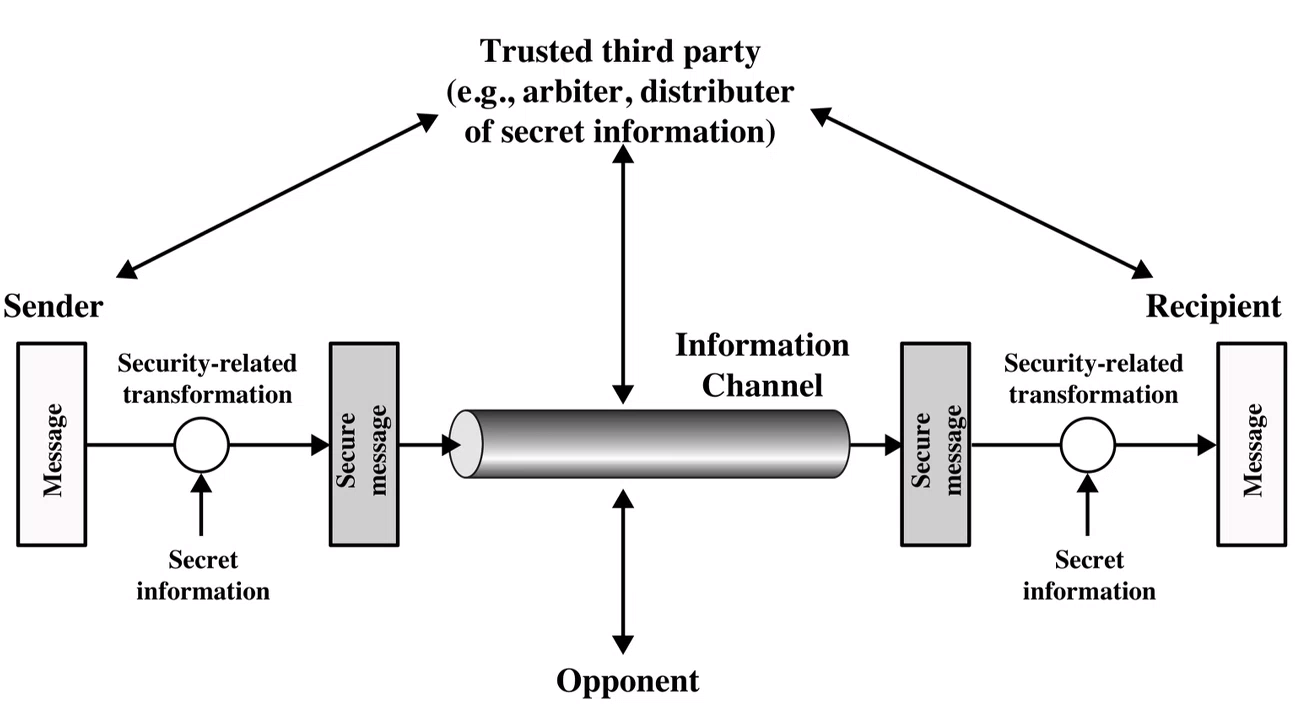 Trusted third party
(e.g., arbiter, distributer
of secret information)
Sender
Recipient
Information
Channel
Security-related
transformation
Security-related
transformation
Message
Secure
message
Secure
message
Message
Secret
information
Secret
information
Opponent